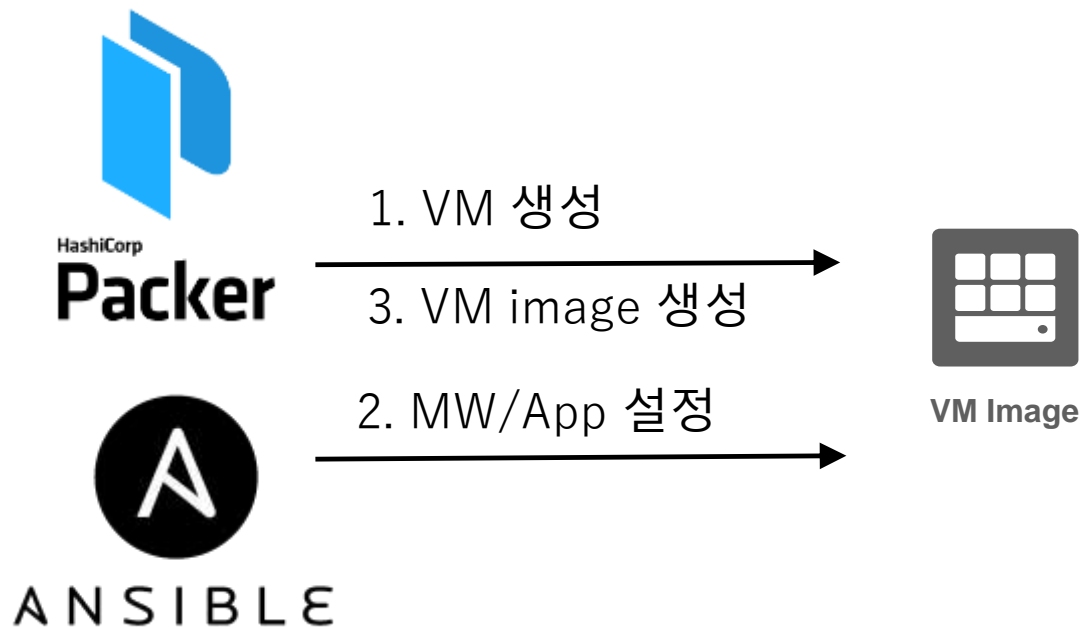 HashiCorp
Packer
1. VM 생성
3. VM image 생성
2. MW/App 설정
VM Image
ANSIBLE